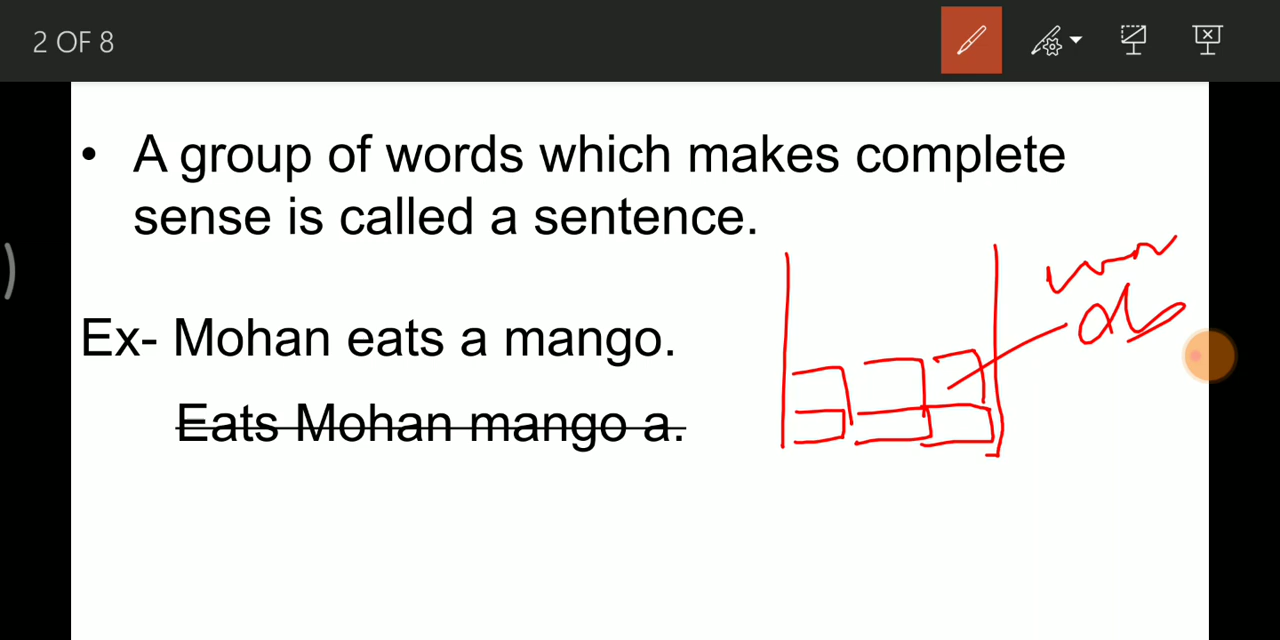 2 OF 8
• A group of words which makes complete
sense is called a sentence.
Ex- Mohan eats a mango.
Eats Mohan mango a.